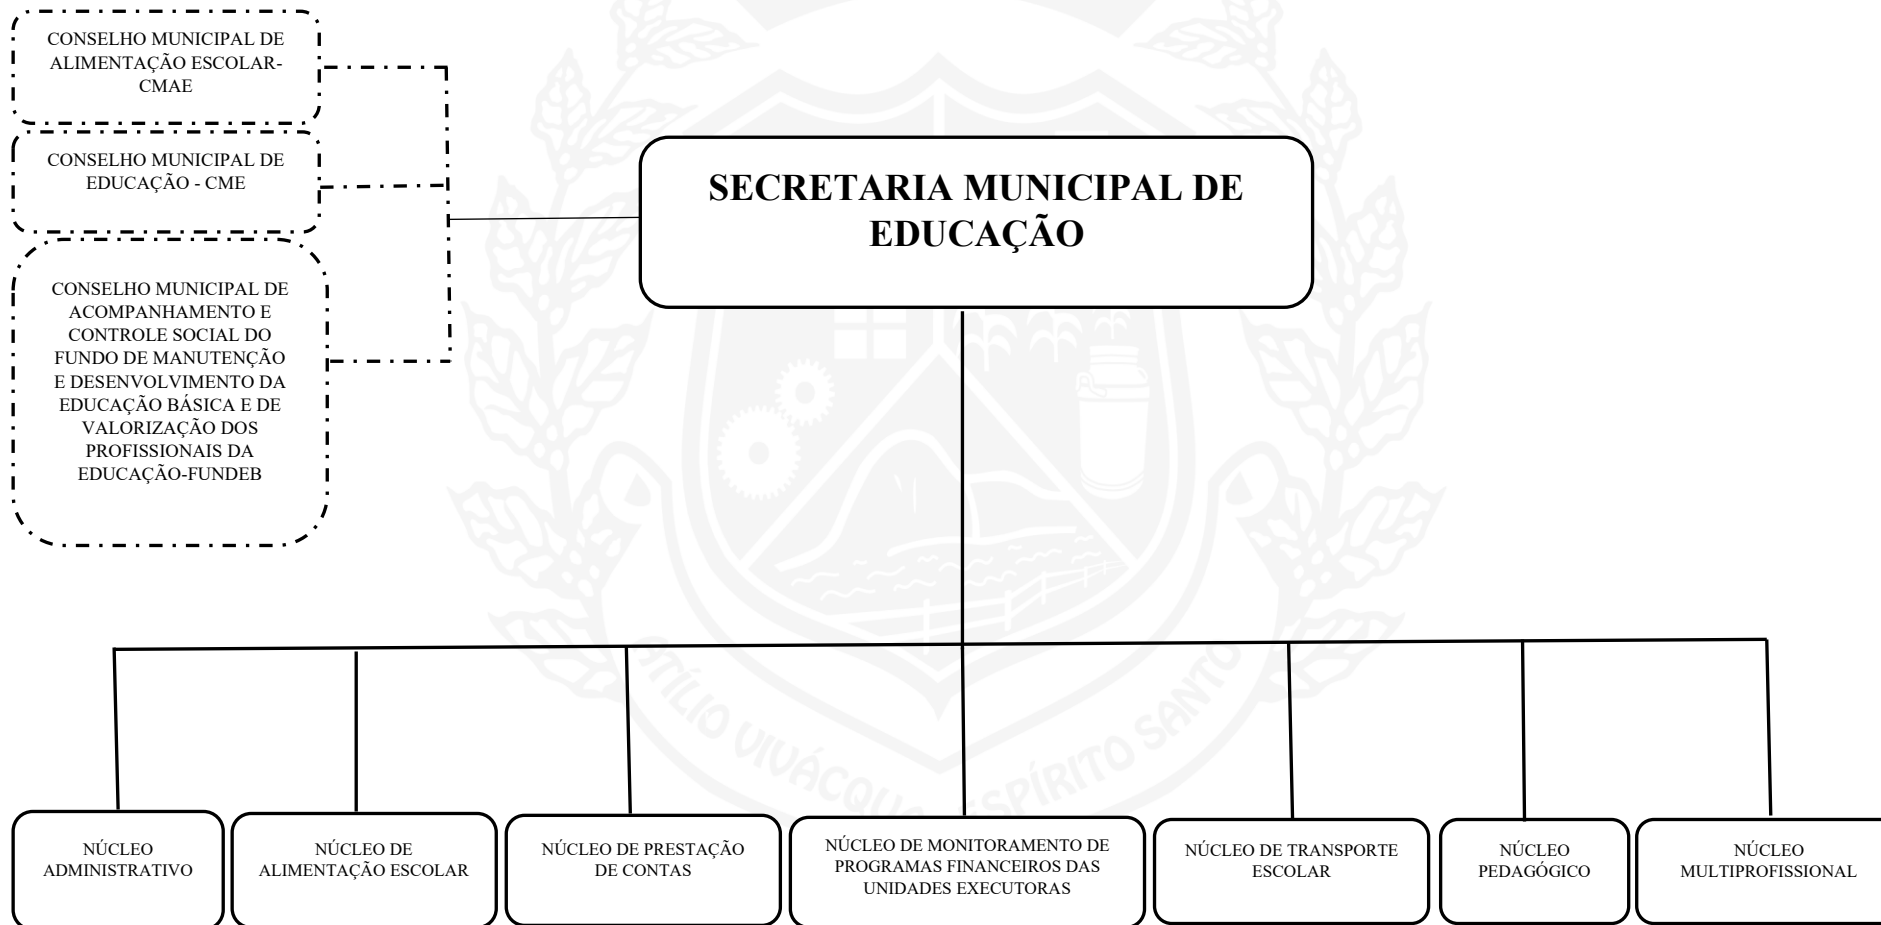 CONSELHO MUNICIPAL DE
ALIMENTAÇÃO ESCOLAR-
CMAE
CONSELHO MUNICIPAL DE
EDUCAÇÃO - CME
CONSELHO MUNICIPAL DE
ACOMPANHAMENTO E
CONTROLE SOCIAL DO
FUNDO DE MANUTENÇÃO
E DESENVOLVIMENTO DA
EDUCAÇÃO BÁSICA E DE
VALORIZAÇÃO DOS
PROFISSIONAIS DA
EDUCAÇÃO-FUNDEB
SECRETARIA MUNICIPAL DE
EDUCAÇÃO
NÚCLEO
ADMINISTRATIVO
NÚCLEO DE
ALIMENTAÇÃO ESCOLAR
NÚCLEO DE PRESTAÇÃO
DE CONTAS
NÚCLEO DE MONITORAMENTO DE
PROGRAMAS FINANCEIROS DAS
UNIDADES EXECUTORAS
NÚCLEO DE TRANSPORTE
ESCOLAR
NÚCLEO
PEDAGÓGICO
NÚCLEO
MULTIPROFISSIONAL
ESPÍRITO SANTO